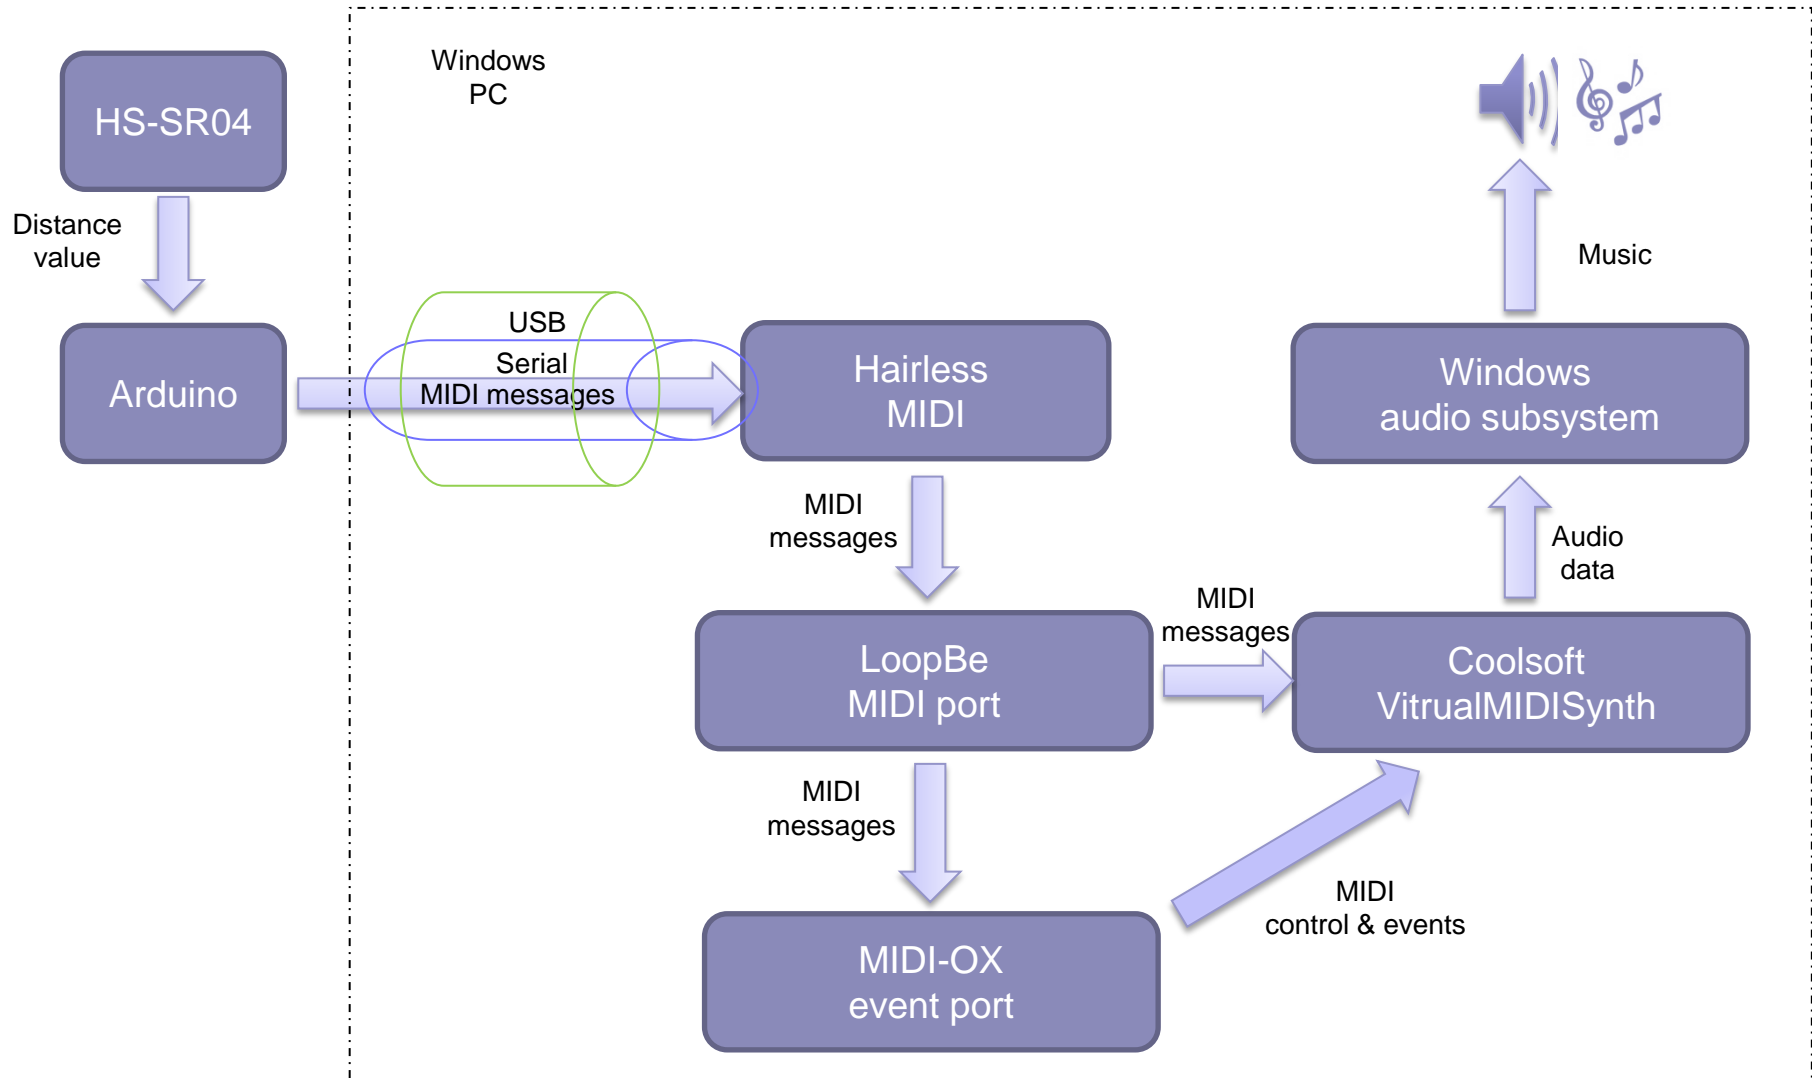 Windows
PC
HS-SR04
Distance
value
Arduino
USB
Serial
MIDI messages
Hairless
MIDI
MIDI
messages
LoopBe
MIDI port
MIDI
messages
MIDI
messages
MIDI-OX
event port
MIDI
control & events
Coolsoft
VitrualMIDISynth
Audio
data
Windows
audio subsystem
Music